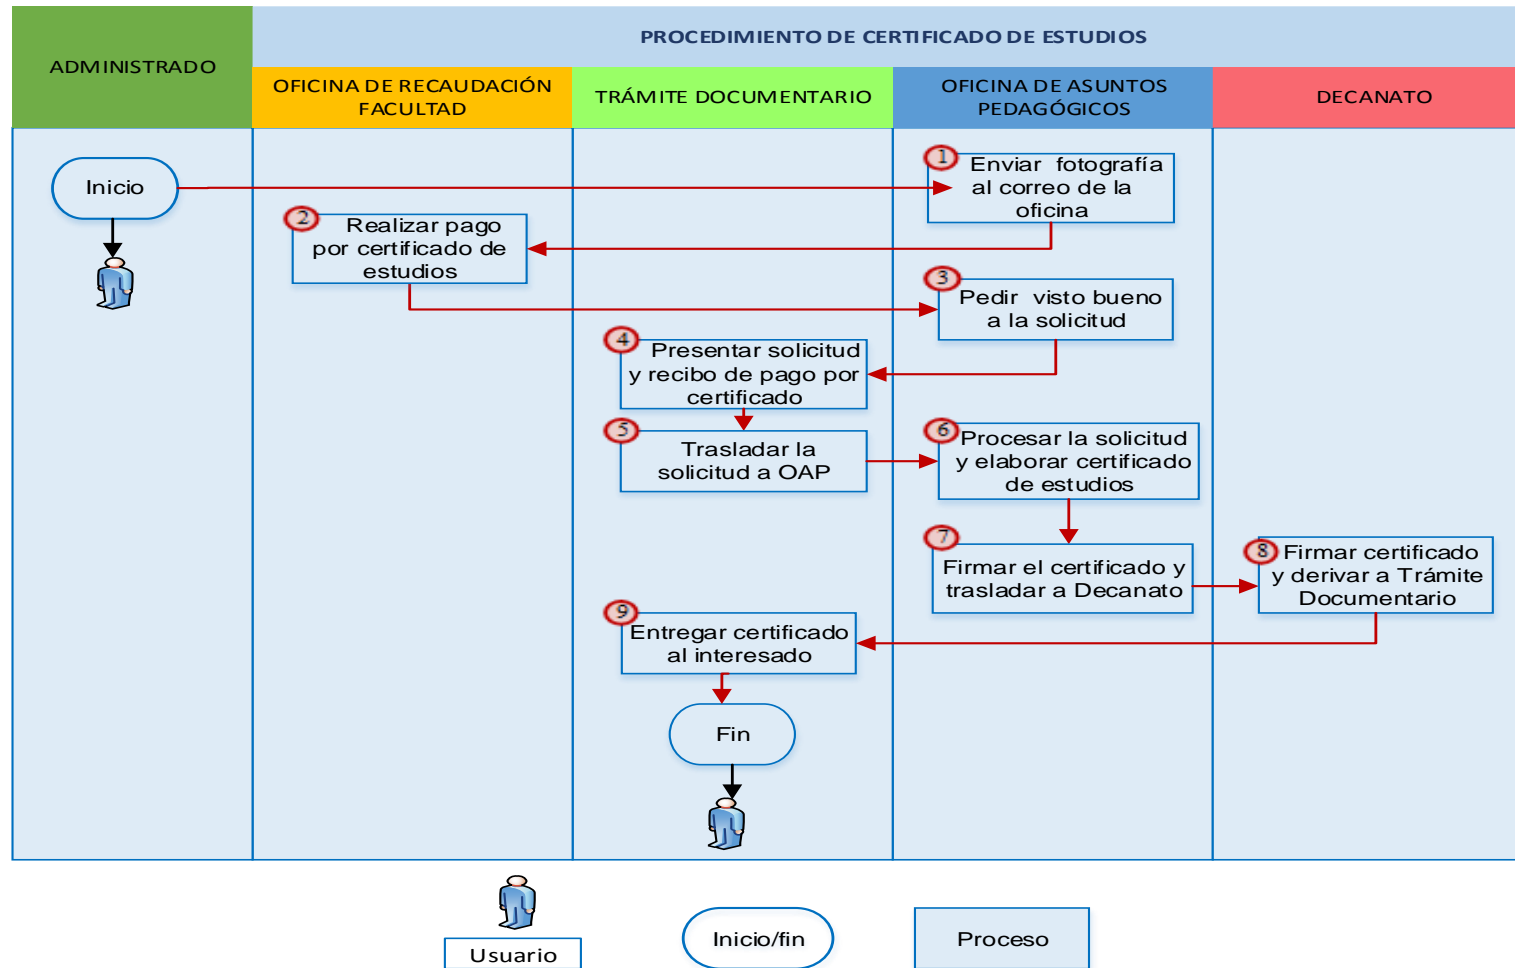 PROCEDIMIENTO DE CERTIFICADO DE ESTUDIOS
ADMINISTRADO
OFICINA DE RECAUDACIÓN
FACULTAD
TRÁMITE DOCUMENTARIO
OFICINA DE ASUNTOS
PEDAGÓGICOS
DECANATO
Inicio
1
Enviar fotografía
al correo de la
oficina
2
Realizar pago
por certificado de
estudios
3
Pedir visto bueno
a la solicitud
4
Presentar solicitud
y recibo de pago por
certificado
5
Trasladar la
solicitud a OAP
6
Procesar la solicitud
y elaborar certificado
de estudios
7
Firmar el certificado y
trasladar a Decanato
8
Firmar certificado
y derivar a Trámite
Documentario
9
Entregar certificado
al interesado
Fin
Usuario
Inicio/fin
Proceso